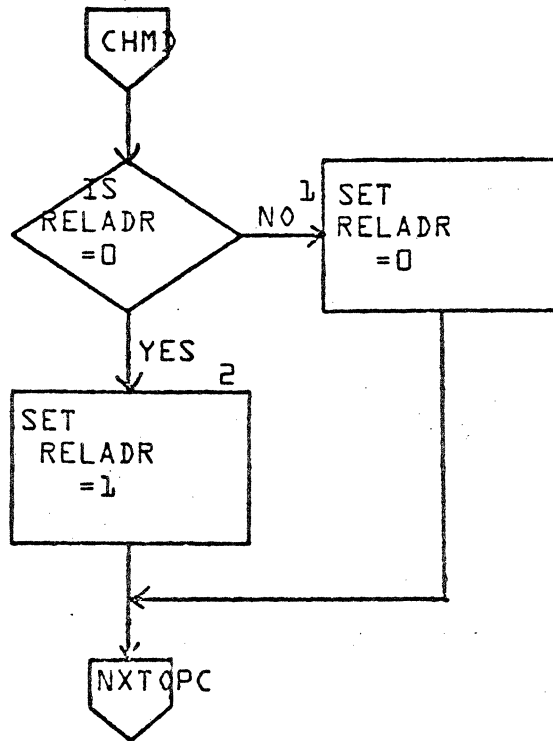 CHMD
IS
RELADR
=0
NO
1
SET
RELADR
=0
YES
2
SET
RELADR
=1
NXTOPC